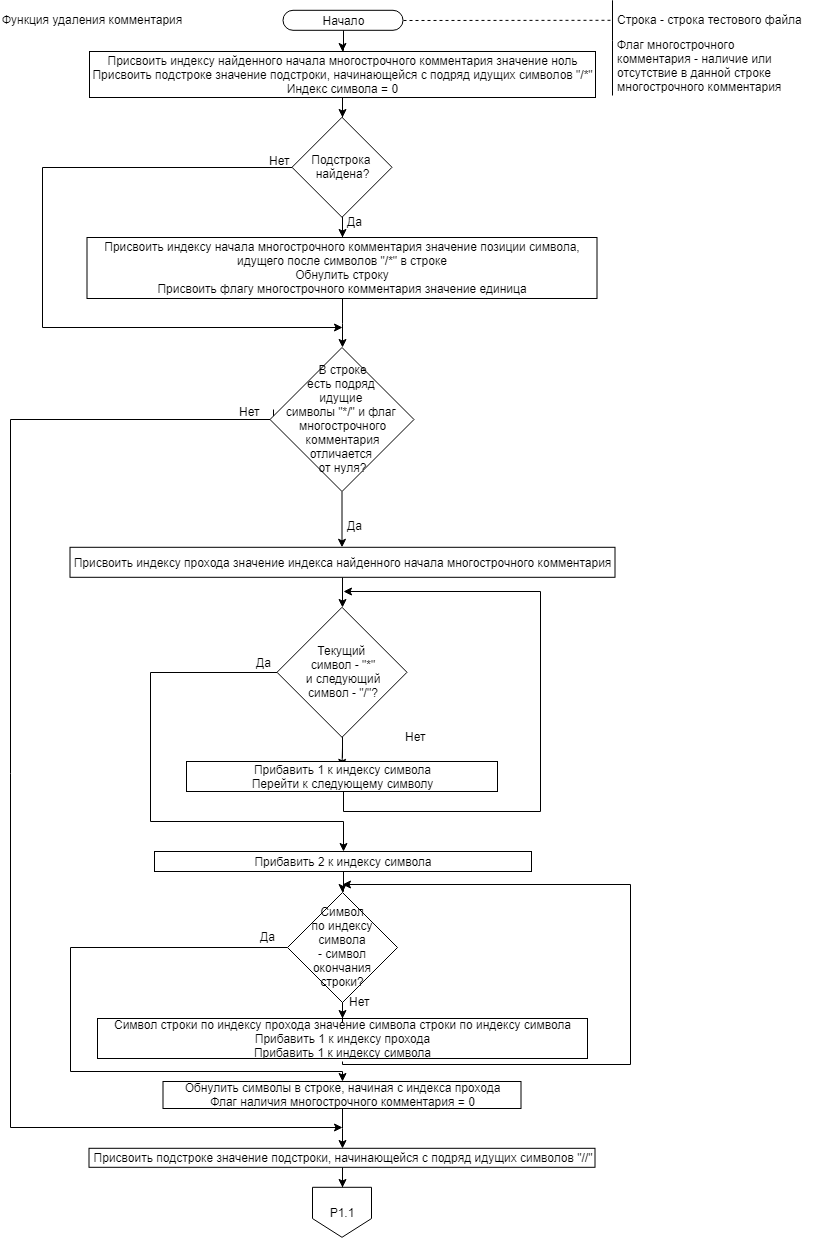 Функция удаления комментария
Начало
Строка - строка тестового файла
Флаг многострочного
комментария - наличие или
отсутствие в данной строке
многострочного комментария
Присвоить индексу найденного начала многострочного комментария значение ноль
Присвоить подстроке значение подстроки, начинающейся с подряд идущих символов "/*"
Индекс символа = 0
Нет
Подстрока
найдена?
Да
Присвоить индексу начала многострочного комментария значение позиции символа,
идущего после символов "/*" в строке
Обнулить строку
Присвоить флагу многострочного комментария значение единица
В строке
есть подряд
идущие
символы "*/" и флаг
многострочного
комментария
отличается
от нуля?
Нет
Да
Присвоить индексу прохода значение индекса найденного начала многострочного комментария
Текущий
символ - "*"
и следующий
символ - "/"?
Да
Нет
Прибавить 1 к индексу символа
Перейти к следующему символу
Прибавить 2 к индексу символа
Символ
по индексу
символа
- символ
окончания
строки?
Да
Нет
Символ строки по индексу прохода значение символа строки по индексу символа
Прибавить 1 к индексу прохода
Прибавить 1 к индексу символа
Обнулить символы в строке, начиная с индекса прохода
Флаг наличия многострочного комментария = 0
Присвоить подстроке значение подстроки, начинающейся с подряд идущих символов "//"
P1.1